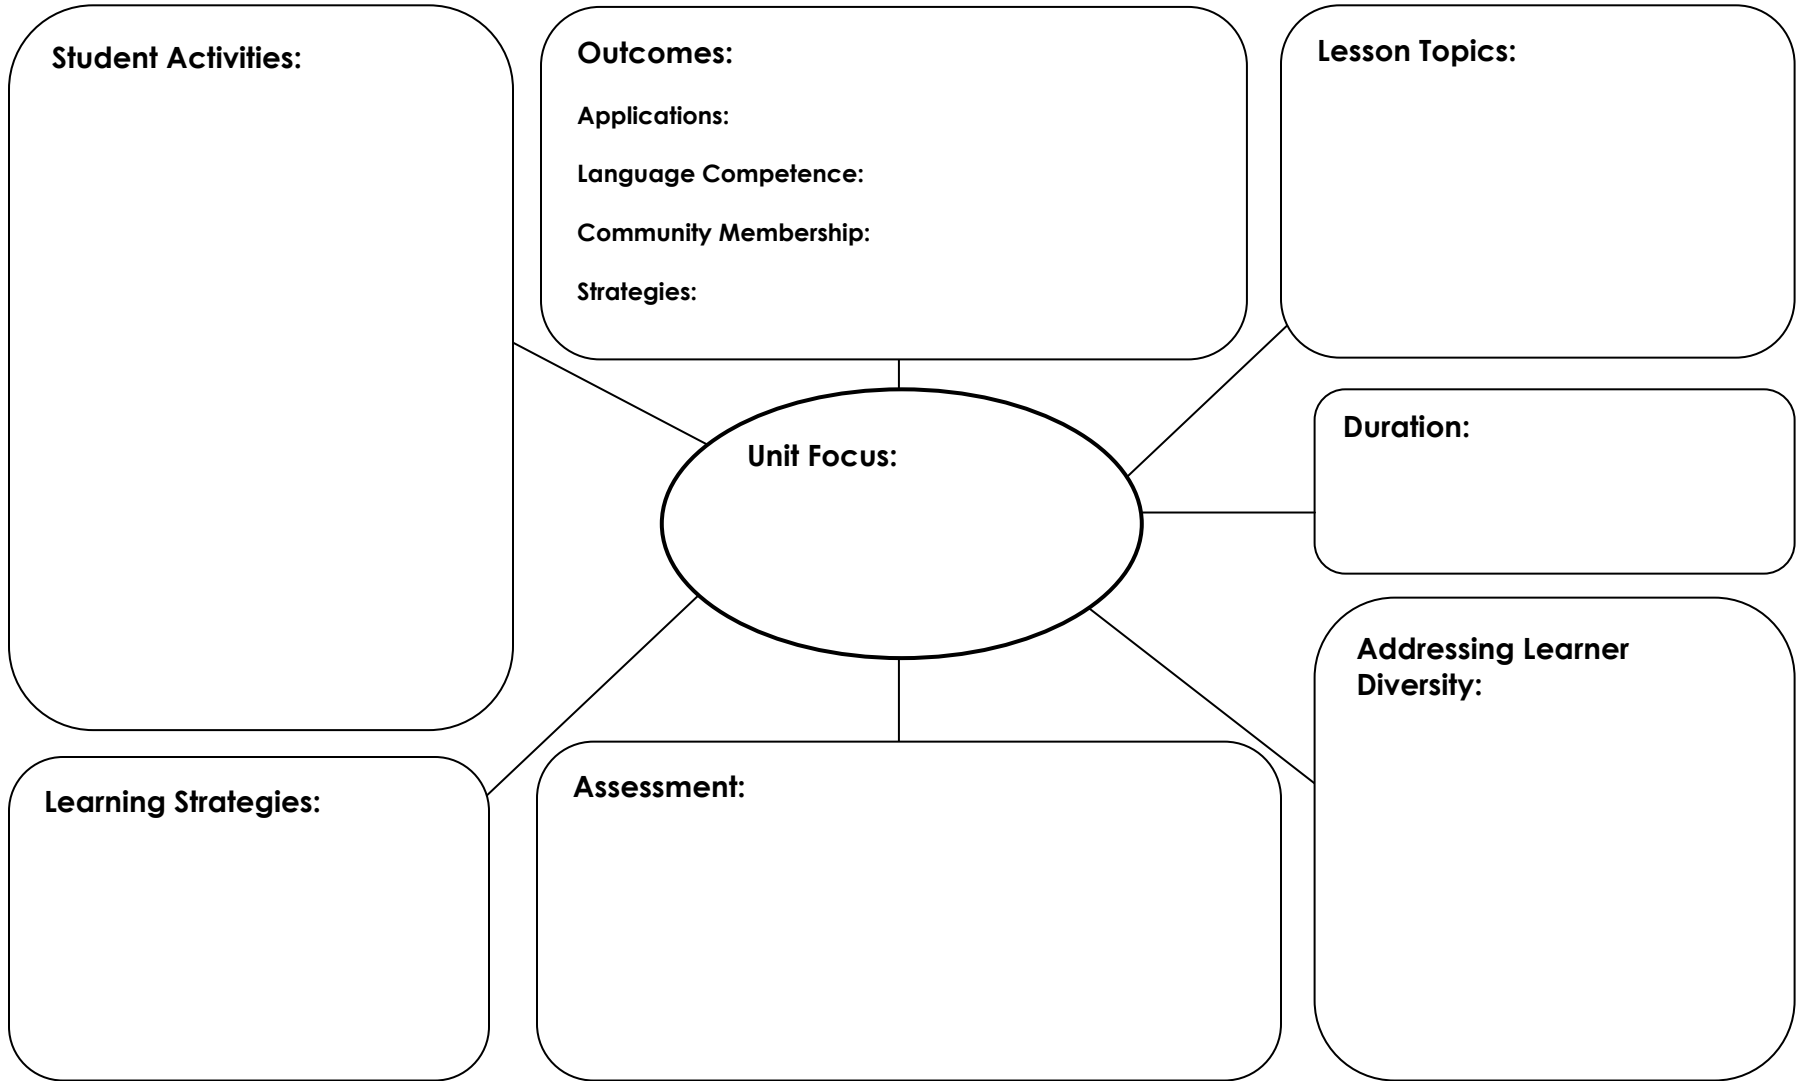 Student Activities:
Outcomes:
Applications:
Language Competence:
Community Membership:
Strategies:
Lesson Topics:
Unit Focus:
Duration:
Addressing Learner
Diversity:
Learning Strategies:
Assessment: